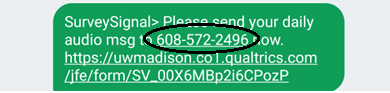 SurveySignal> Please send your daily
audio msg to 608-572-2496 now.
https://uwmadison.co1.qualtrics.com
/jfe/form/SV_00X6MBp2i6CPozP